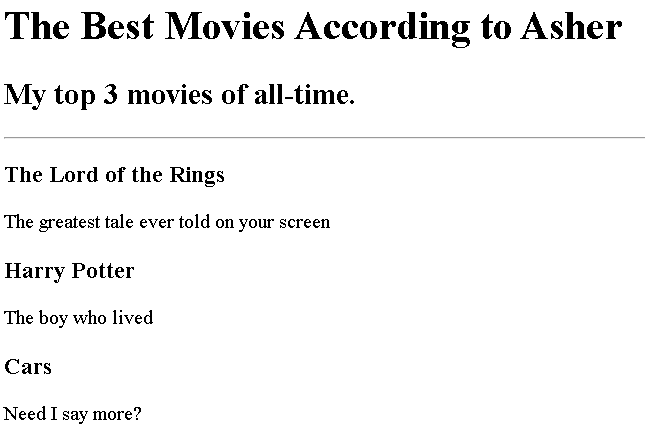 The Best Movies According to Asher
My top 3 movies of all-time.
The Lord of the Rings
The greatest tale ever told on your screen
Harry Potter
The boy who lived
Cars
Need I say more?